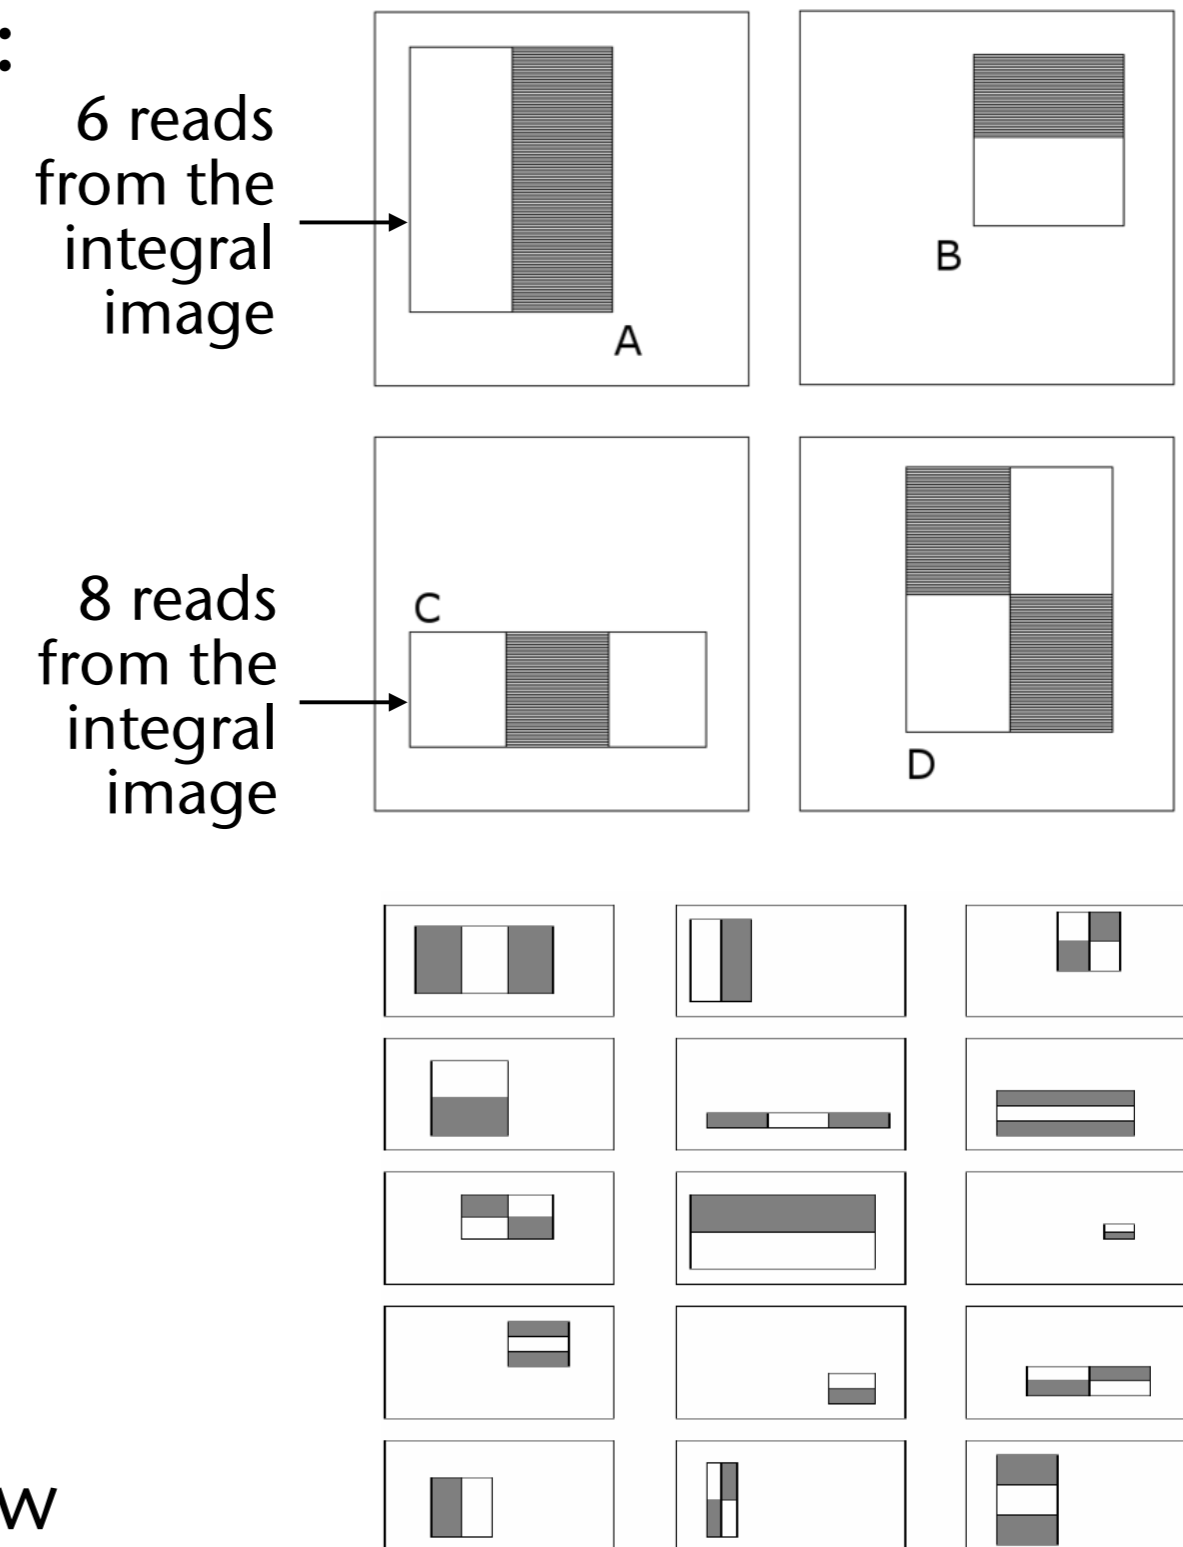 :
6 reads
from the
integral
image
A
B
8 reads
from the
integral
image
C
D
w